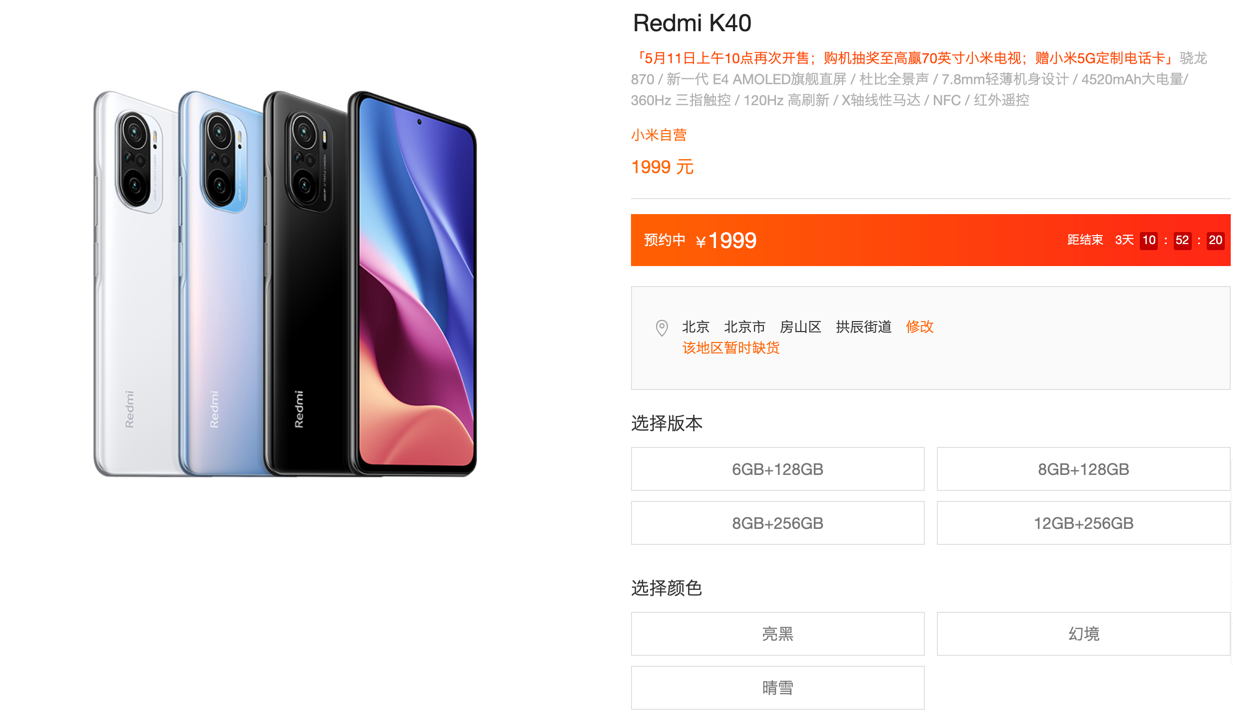 Redmi K40
「5月11日上午10点再次开售；购机抽奖至高赢70英寸小米电视；赠小米5G定制电话卡」骁龙
870 / 新一代 E4 AMOLED旗舰直屏 / 杜比全景声 / 7.8mm轻薄机身设计 / 4520mAh大电量/
360Hz 三指触控 / 120Hz 高刷新 / X轴线性马达 / NFC / 红外遥控
小米自营
1999 元
预约中 ￥1999 距结束 3天 10 : 52 : 20
北京 北京市 房山区 拱辰街道 修改
该地区暂时缺货
选择版本
6GB+128GB 8GB+128GB
8GB+256GB 12GB+256GB
选择颜色
亮黑 幻境
晴雪
Redmi
Redmi
Redmi